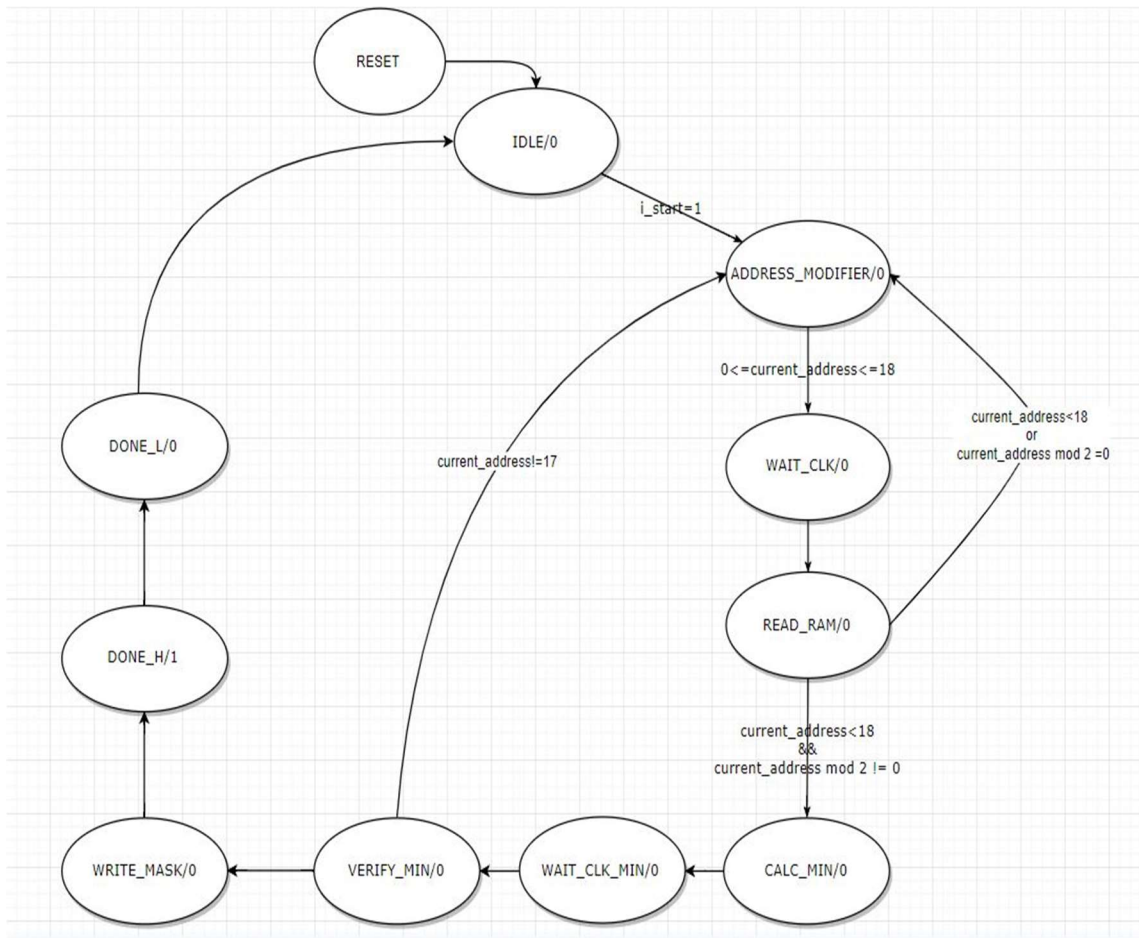 RESET
IDLE/0
i_start=1
ADDRESS_MODIFIER/0
0<=current_address<=18
current_address<18
or
current_address mod 2 =0
DONE_L/0
current_address!=17
WAIT_CLK/0
READ_RAM/0
DONE_H/1
current_address<18
&&
current_address mod 2 != 0
WRITE_MASK/0
VERIFY_MIN/0
WAIT_CLK_MIN/0
CALC_MIN/0